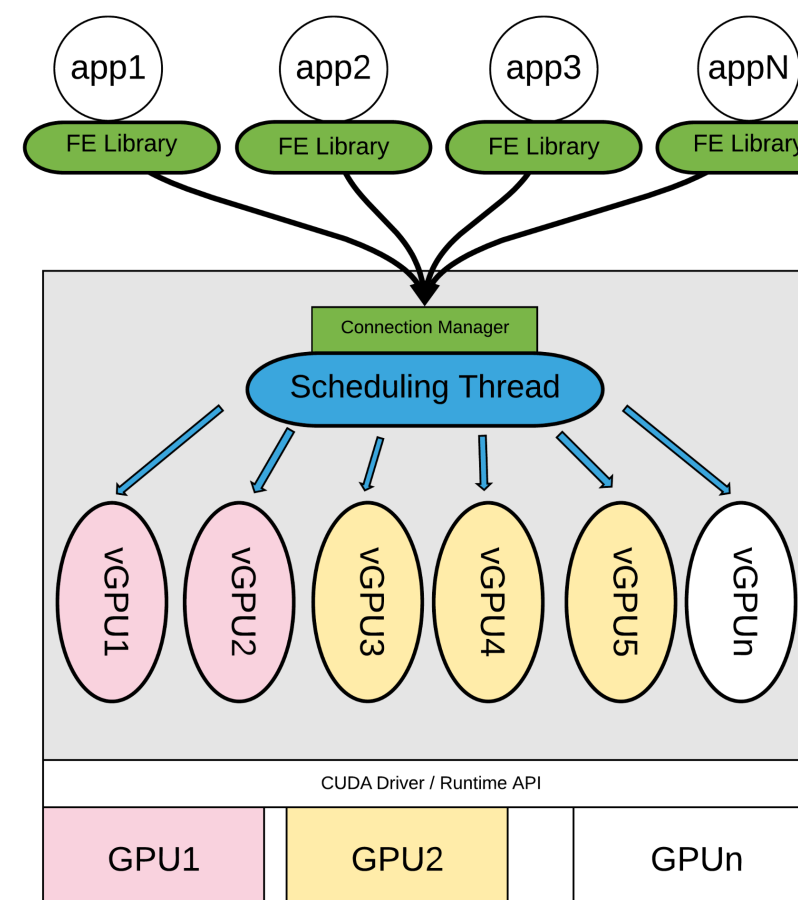 app1
app2
app3
appN
FE Library
FE Library
FE Library
FE Library
Connection Manager
Scheduling Thread
vGPU1
vGPU2
vGPU3
vGPU4
vGPU5
vGPUn
CUDA Driver / Runtime API
GPU1
GPU2
GPUn